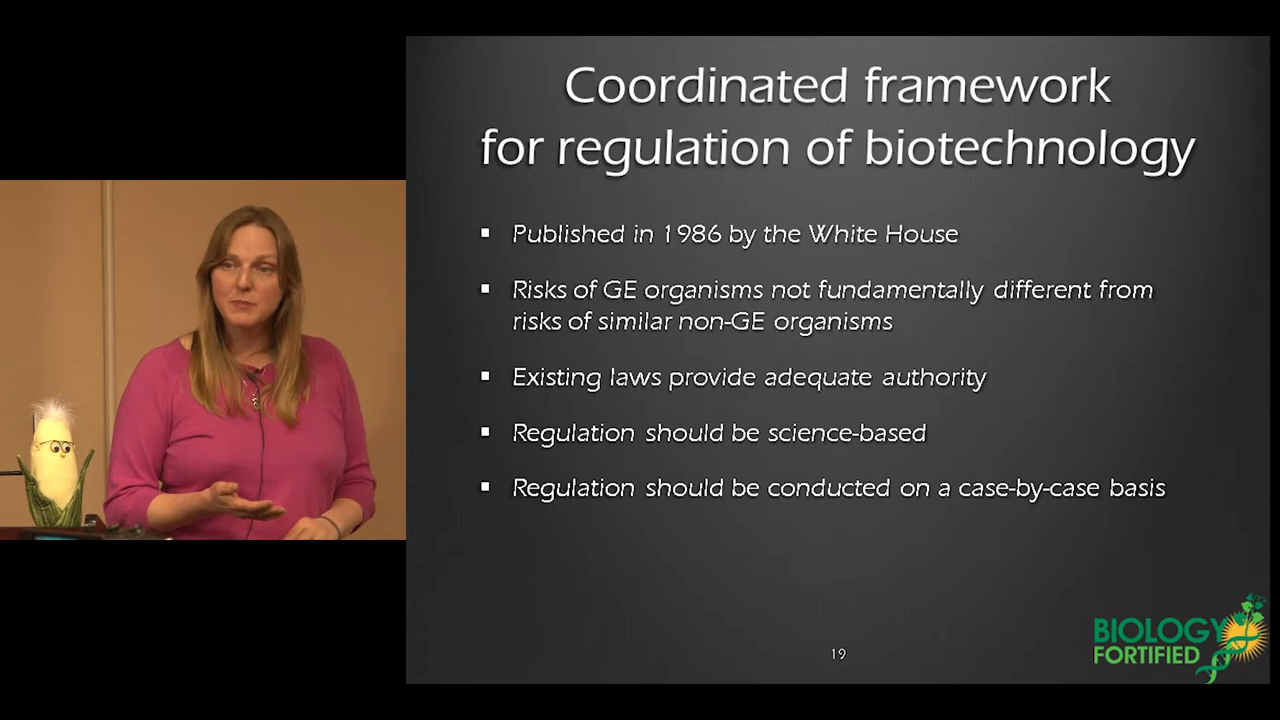 Coordinated framework
for regulation of biotechnology
▪ Published in 1986 by the White House
▪ Risks of GE organisms not fundamentally different from
risks of similar non-GE organisms
▪ Existing laws provide adequate authority
▪ Regulation should be science-based
▪ Regulation should be conducted on a case-by-case basis
19
BIOLOGY
FORTIFIED